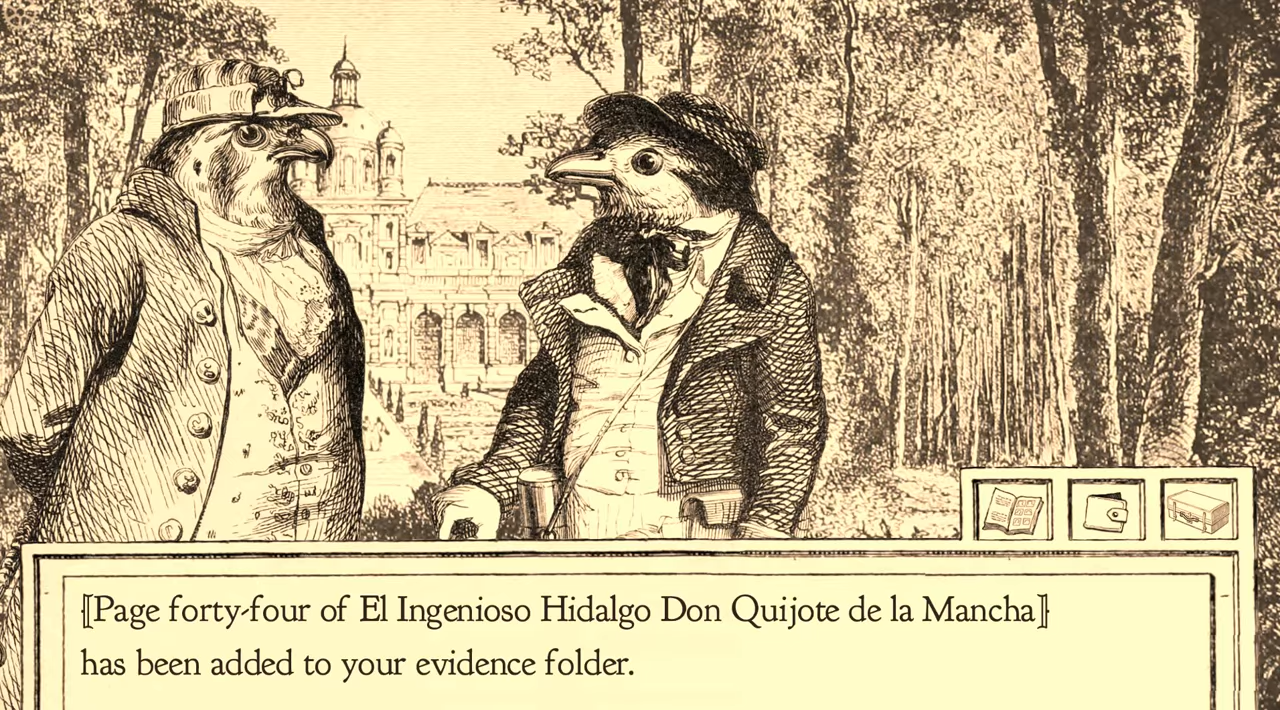 ⟦Page forty-four of El Ingenioso Hidalgo Don Quijote de la Mancha⟧
has been added to your evidence folder.